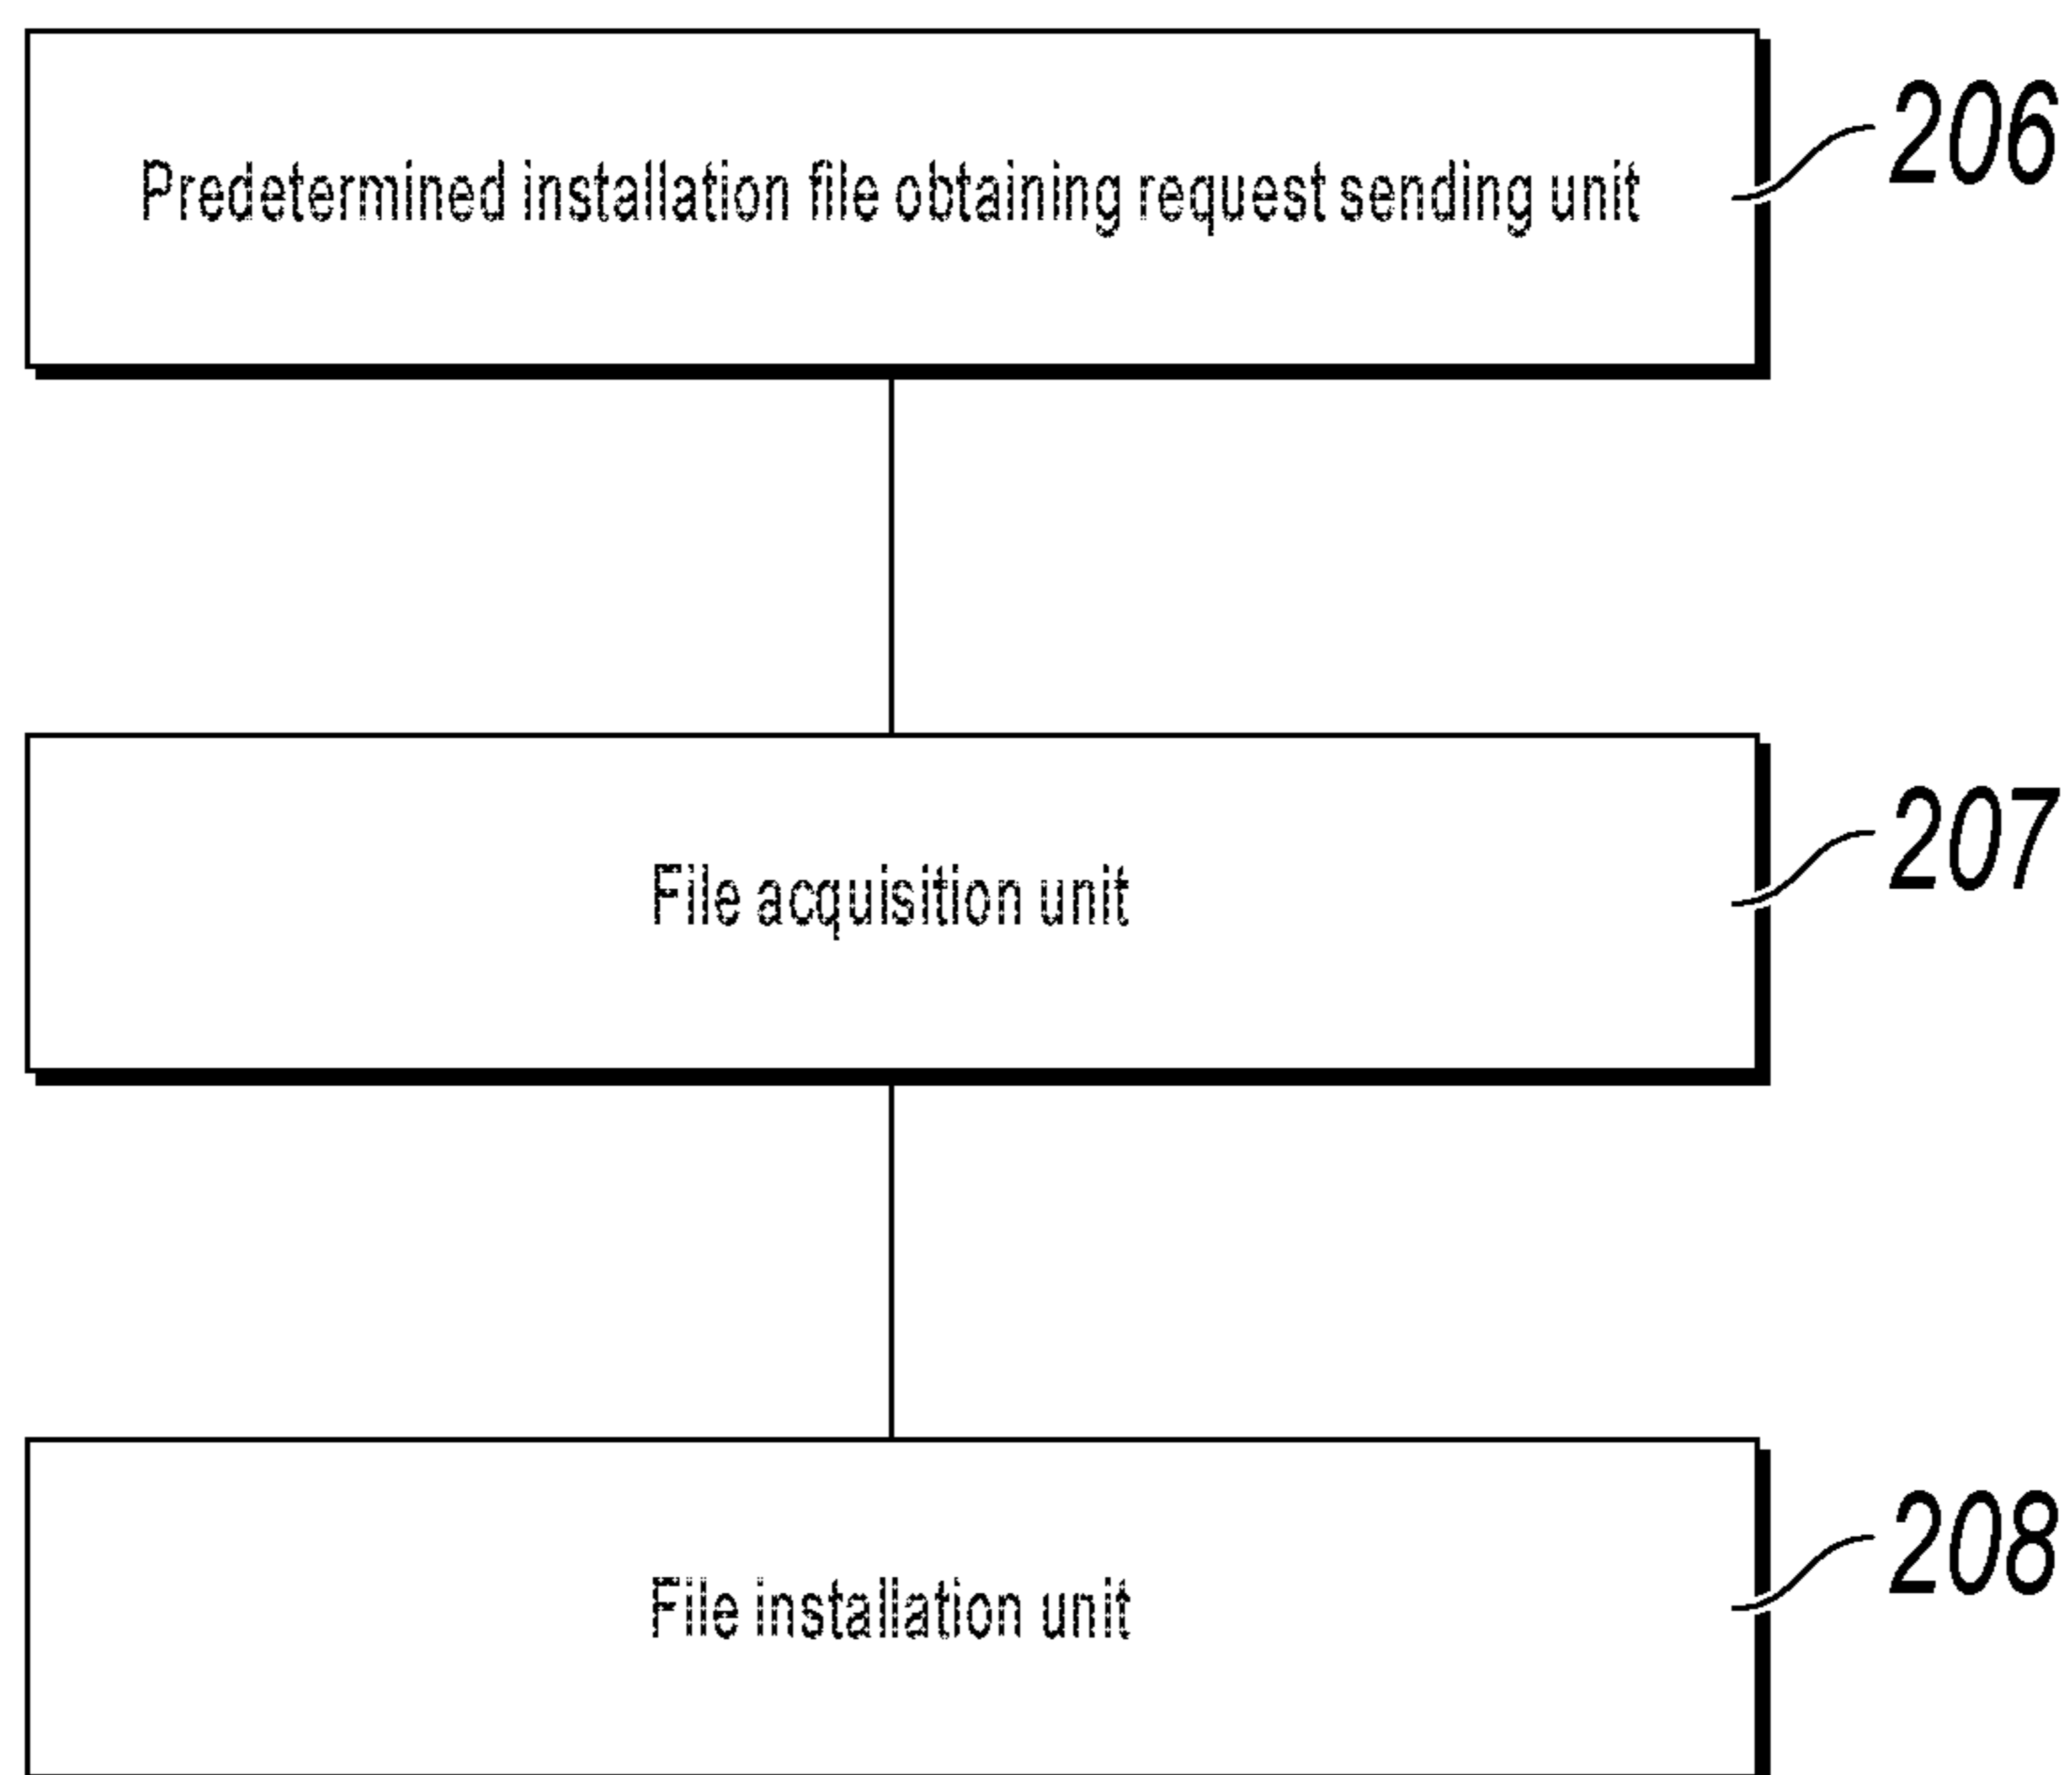 Predetermined installation file obtaining request sending unit
206
File acquisition unit
207
File installation unit
208